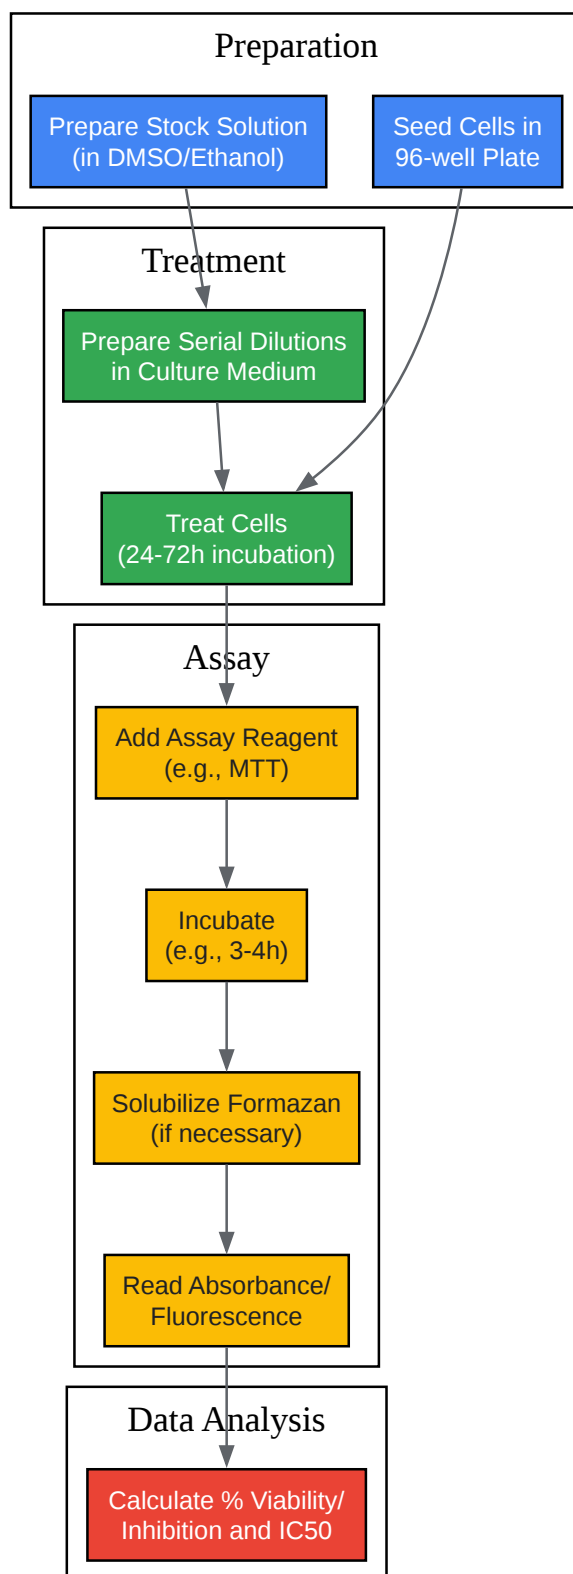 Preparation
Prepare Stock Solution
(in DMSO/Ethanol)
Seed Cells in
96-well Plate
Treatment
Prepare Serial Dilutions
in Culture Medium
Treat Cells
(24-72h incubation)
Assay
Add Assay Reagent
(e.g., MTT)
Incubate
(e.g., 3-4h)
Solubilize Formazan
(if necessary)
Read Absorbance/
Fluorescence
Data Analysis
Calculate % Viability/
Inhibition and IC50